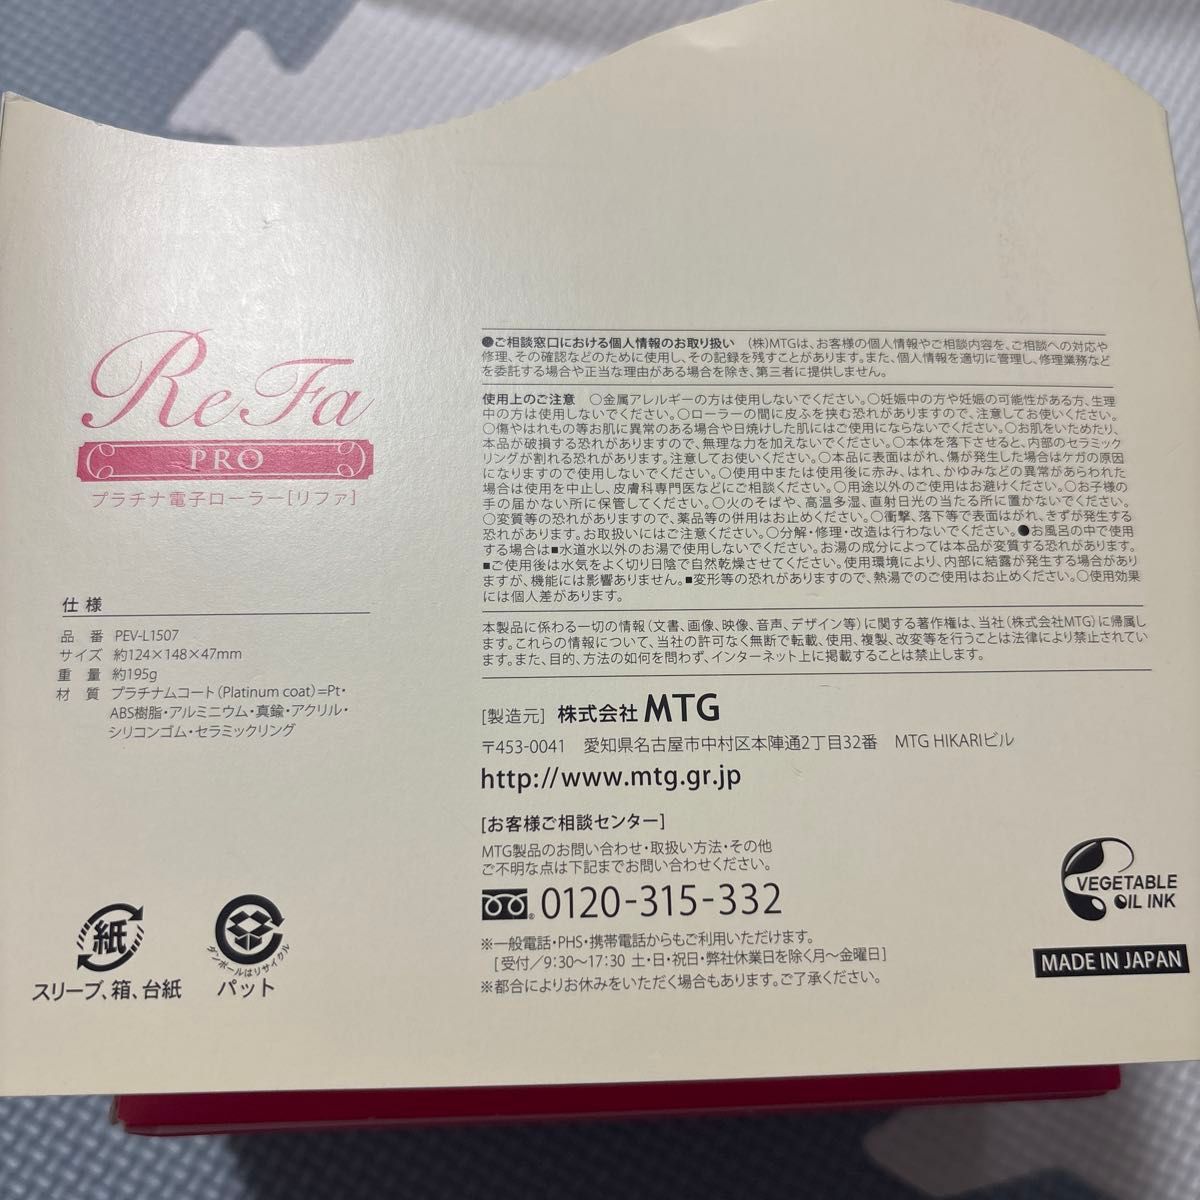 ReFa
PRO
プラチナ電子ローラー[リファ]
仕様
品 番 PEV-L1507
サイズ 約124×148×47mm
重 量 約195g
材 質 プラチナムコート(Platinum coat)=Pt・
ABS樹脂・アルミニウム・真鍮・アクリル・
シリコンゴム・セラミックリング
紙
スリーブ、箱、台紙
ダンボールはリサイクル
パット
●ご相談窓口における個人情報のお取り扱い (株)MTGは、お客様の個人情報やご相談内容を、ご相談への対応や
修理、その確認などのために使用し、その記録を残すことがあります。また、個人情報を適切に管理し、修理業務など
を委託する場合や正当な理由がある場合を除き、第三者に提供しません。
使用上のご注意 ○金属アレルギーの方は使用しないでください。○妊娠中の方や妊娠の可能性がある方、生理
中の方は使用しないでください。○ローラーの間に皮ふを挟む恐れがありますので、注意してお使いください。
○傷やはれもの等お肌に異常のある場合や日焼けした肌にはご使用にならないでください。○お肌をいためたり、
本品が破損する恐れがありますので、無理な力を加えないでください。○本体を落下させると、内部のセラミック
リングが割れる恐れがあります。注意してお使いください。○本品に表面はがれ、傷が発生した場合はケガの原因
になりますので使用しないでください。○使用中または使用後に赤み、はれ、かゆみなどの異常があらわれた
場合は使用を中止し、皮膚科専門医などにご相談ください。○用途以外のご使用はお避けください。○お子様の
手の届かない所に保管してください。○火のそばや、高温多湿、直射日光の当たる所に置かないでください。
○変質等の恐れがありますので、薬品等の併用はお止めください。○衝撃、落下等で表面はがれ、きずが発生する
恐れがあります。お取扱いにはご注意ください。○分解・修理・改造は行わないでください。●お風呂の中で使用
する場合は■水道水以外のお湯で使用しないでください。お湯の成分によっては本品が変質する恐れがあります。
■ご使用後は水気をよく切り日陰で自然乾燥させてください。使用環境により、内部に結露が発生する場合があり
ますが、機能には影響ありません。■変形等の恐れがありますので、熱湯でのご使用はお止めください。○使用効果
には個人差があります。
本製品に係わる一切の情報(文書、画像、映像、音声、デザイン等)に関する著作権は、当社(株式会社MTG)に帰属しま
す。これらの情報について、当社の許可なく無断で転載、使用、複製、改変等を行うことは法律により禁止されていま
す。また、目的、方法の如何を問わず、インターネット上に掲載することは禁止します。
[製造元] 株式会社MTG
〒453-0041 愛知県名古屋市中村区本陣通2丁目32番 MTG HIKARIビル
http://www.mtg.gr.jp
[お客様ご相談センター]
MTG製品のお問い合わせ・取扱い方法・その他
ご不明な点は下記までお問い合わせください。
0120-315-332
※一般電話・PHS・携帯電話からもご利用いただけます。
[受付/9:30〜17:30 土・日・祝日・弊社休業日を除く月〜金曜日]
※都合によりお休みをいただく場合もあります。ご了承ください。
VEGETABLE
OIL INK
MADE IN JAPAN